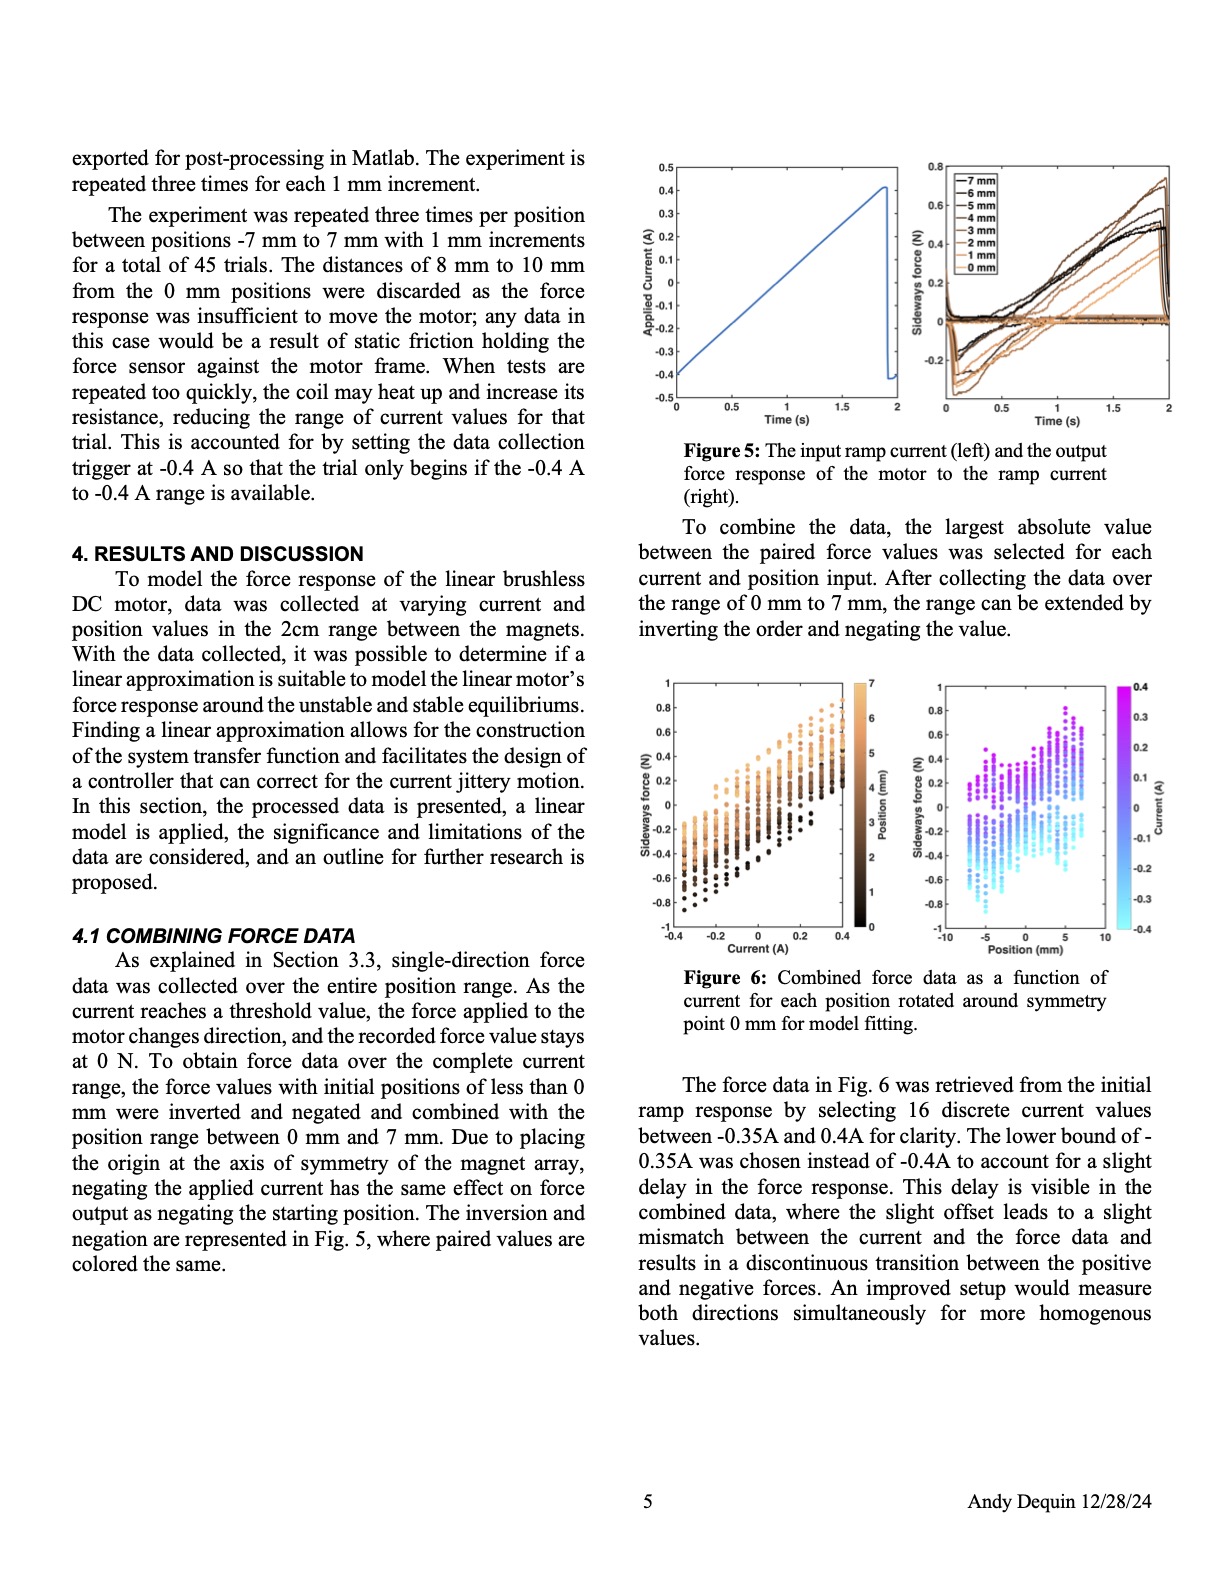 exported for post-processing in Matlab. The experiment is
repeated three times for each 1 mm increment.
The experiment was repeated three times per position
between positions -7 mm to 7 mm with 1 mm increments
for a total of 45 trials. The distances of 8 mm to 10 mm
from the 0 mm positions were discarded as the force
response was insufficient to move the motor; any data in
this case would be a result of static friction holding the
force sensor against the motor frame. When tests are
repeated too quickly, the coil may heat up and increase its
resistance, reducing the range of current values for that
trial. This is accounted for by setting the data collection
trigger at -0.4 A so that the trial only begins if the -0.4 A
to -0.4 A range is available.
4. RESULTS AND DISCUSSION
To model the force response of the linear brushless
DC motor, data was collected at varying current and
position values in the 2cm range between the magnets.
With the data collected, it was possible to determine if a
linear approximation is suitable to model the linear motor's
force response around the unstable and stable equilibriums.
Finding a linear approximation allows for the construction
of the system transfer function and facilitates the design of
a controller that can correct for the current jittery motion.
In this section, the processed data is presented, a linear
model is applied, the significance and limitations of the
data are considered, and an outline for further research is
proposed.
4.1 COMBINING FORCE DATA
As explained in Section 3.3, single-direction force
data was collected over the entire position range. As the
current reaches a threshold value, the force applied to the
motor changes direction, and the recorded force value stays
at 0 N. To obtain force data over the complete current
range, the force values with initial positions of less than 0
mm were inverted and negated and combined with the
position range between 0 mm and 7 mm. Due to placing
the origin at the axis of symmetry of the magnet array,
negating the applied current has the same effect on force
output as negating the starting position. The inversion and
negation are represented in Fig. 5, where paired values are
colored the same.
0.5
0.4
0.3
0.2
0.1
0
-0.1
-0.2
-0.3
-0.4
-0.5
Applied Current (A)
0 0.5 1 1.5 2
Time (s)
0.8
0.6
0.4
0.2
0
-0.2
Sideways force (N)
7 mm
6 mm
5 mm
4 mm
3 mm
2 mm
1 mm
0 mm
0 0.5 1 1.5 2
Time (s)
Figure 5: The input ramp current (left) and the output
force response of the motor to the ramp current
(right).
To combine the data, the largest absolute value
between the paired force values was selected for each
current and position input. After collecting the data over
the range of 0 mm to 7 mm, the range can be extended by
inverting the order and negating the value.
1
0.8
0.6
0.4
0.2
0
-0.2
-0.4
-0.6
-0.8
-1
Sideways force (N)
-0.4 -0.2 0 0.2 0.4
Current (A)
7
6
5
4
3
2
1
0
Position (mm)
1
0.8
0.6
0.4
0.2
0
-0.2
-0.4
-0.6
-0.8
-1
Sideways force (N)
-10 -5 0 5 10
Position (mm)
0.4
0.3
0.2
0.1
0
-0.1
-0.2
-0.3
-0.4
Current (A)
Figure 6: Combined force data as a function of
current for each position rotated around symmetry
point 0 mm for model fitting.
The force data in Fig. 6 was retrieved from the initial
ramp response by selecting 16 discrete current values
between -0.35A and 0.4A for clarity. The lower bound of -
0.35A was chosen instead of -0.4A to account for a slight
delay in the force response. This delay is visible in the
combined data, where the slight offset leads to a slight
mismatch between the current and the force data and
results in a discontinuous transition between the positive
and negative forces. An improved setup would measure
both directions simultaneously for more homogenous
values.
5
Andy Dequin 12/28/24